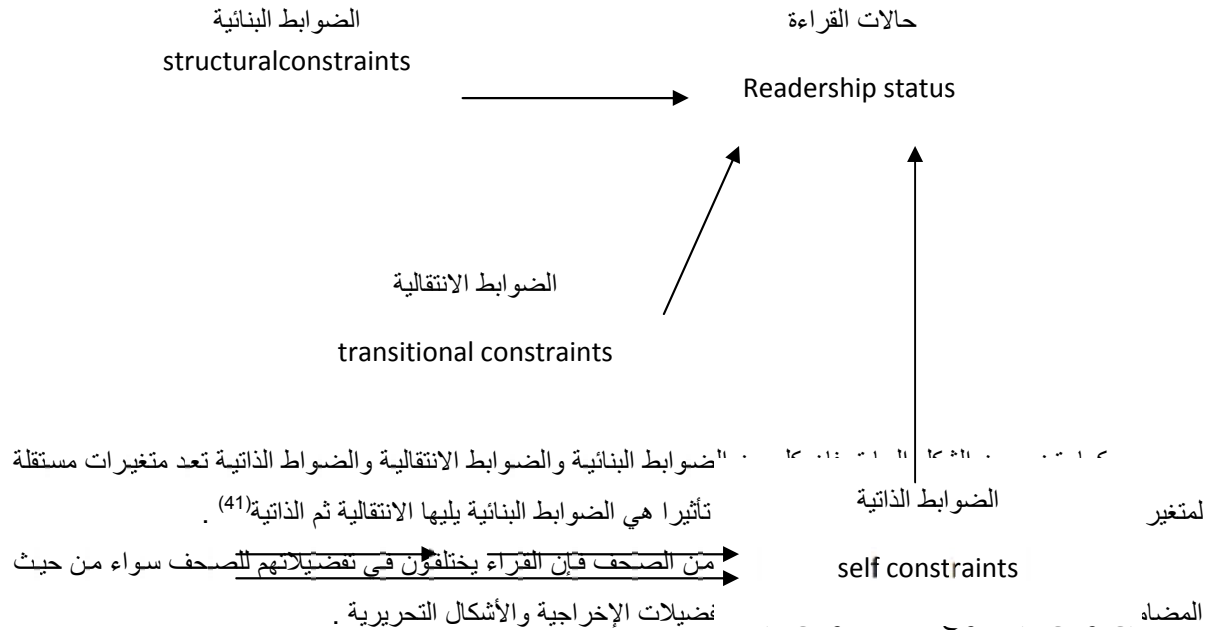 الضوابط البنائية
structuralconstraints
حالات القراءة
Readership status
الضوابط الانتقالية
transitional constraints
الضوابط البنائية والضوابط الانتقالية والضواط الذاتية تعد متغيرات مستقلة
لمتغير تأثيرا هي الضوابط البنائية يليها الانتقالية ثم الذاتية(41) .
من الصحف فإن القراء يختلفون في تفضيلاتهم للصحف سواء من حيث
فضيلات الإخراجية والأشكال التحريرية .
الضوابط الذاتية
self constraints